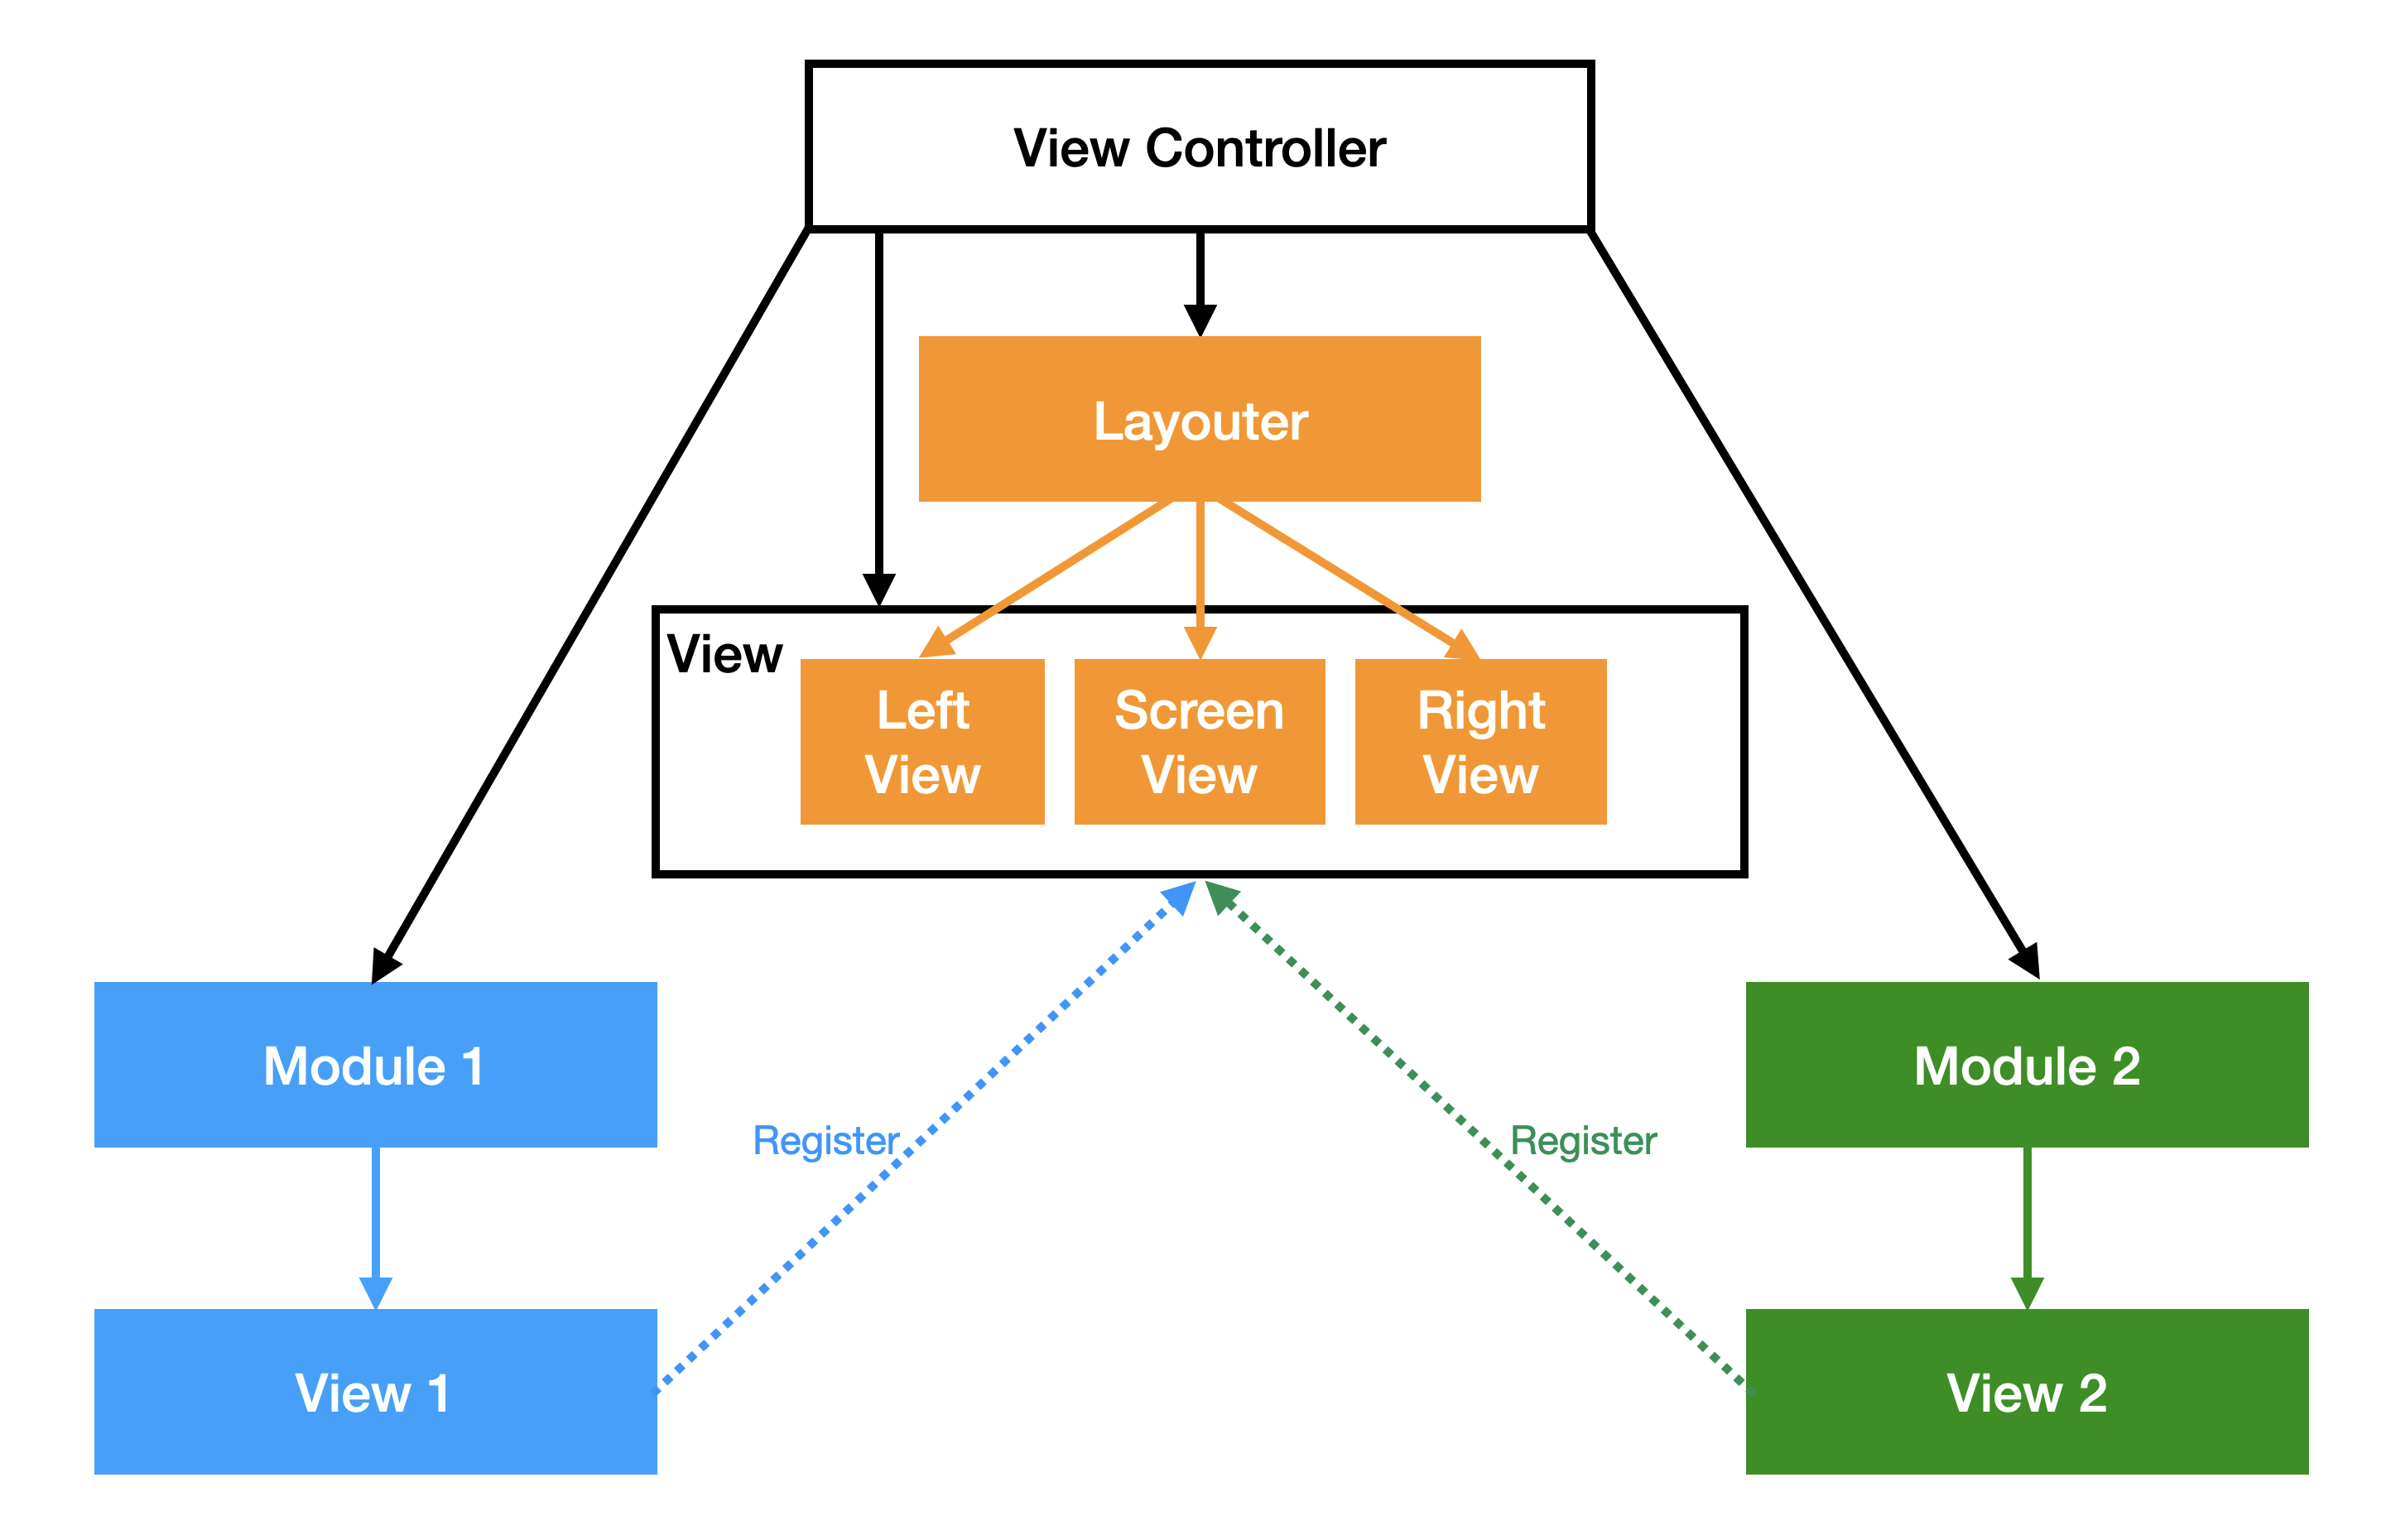 View Controller
Layouter
View
Left
View
Screen
View
Right
View
Module 1
Module 2
Register
Register
View 1
View 2